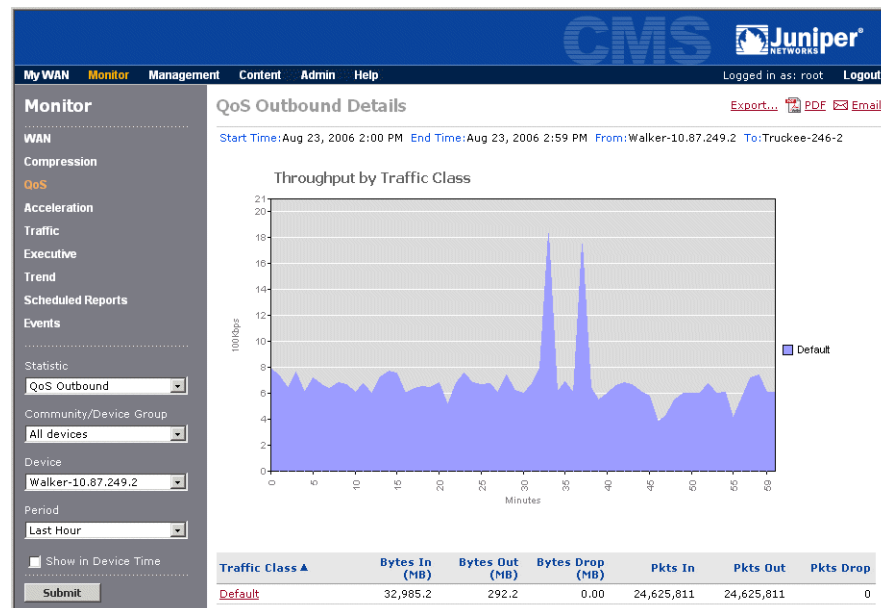 CMS
Juniper®
NETWORKS
My WAN Monitor Management Content Admin Help Logged in as: root Logout
Monitor
WAN
Compression
QoS
Acceleration
Traffic
Executive
Trend
Scheduled Reports
Events
Statistic
QoS Outbound
Community/Device Group
All devices
Device
Walker-10.87.249.2
Period
Last Hour
Show in Device Time
Submit
QoS Outbound Details
Export... PDF Email
Start Time:Aug 23, 2006 2:00 PM End Time:Aug 23, 2006 2:59 PM From:Walker-10.87.249.2 To:Truckee-246-2
Throughput by Traffic Class
21
20
18
16
14
12
10
8
6
4
2
0
100Kbps
0 5 10 15 20 25 30 35 40 45 50 55 59
Minutes
Default
Traffic Class Bytes In (MB) Bytes Out (MB) Bytes Drop (MB) Pkts In Pkts Out Pkts Drop
Default 32,985.2 292.2 0.00 24,625,811 24,625,811 0